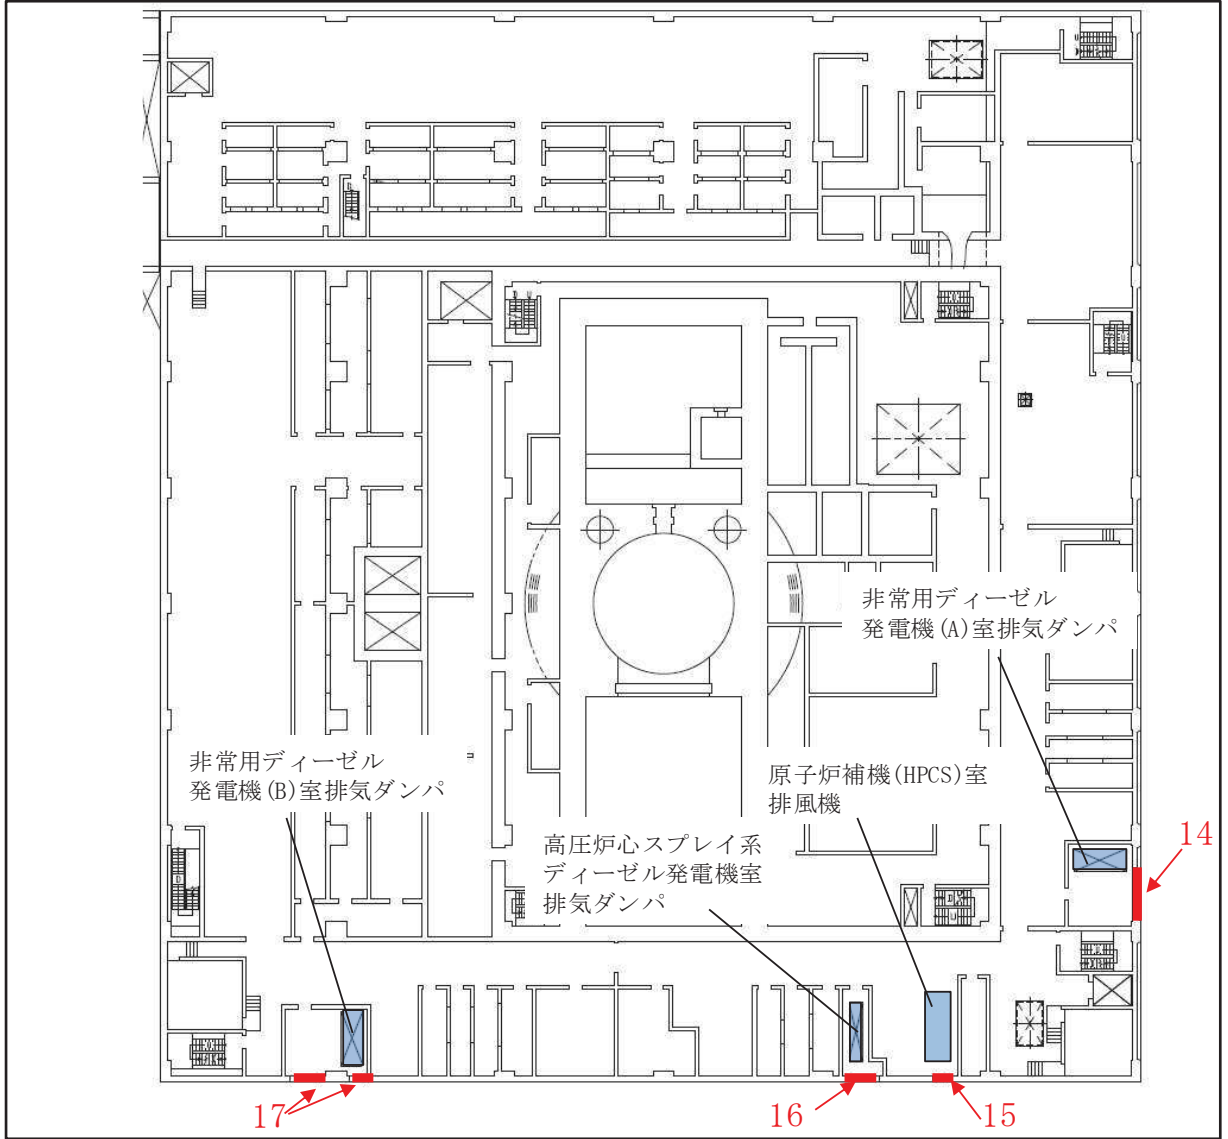 非常用ディーゼル
発電機(A)室排気ダンパ
非常用ディーゼル
発電機(B)室排気ダンパ
原子炉補機(HPCS)室
排風機
高圧炉心スプレイ系
ディーゼル発電機室
排気ダンパ
14
17
16
15